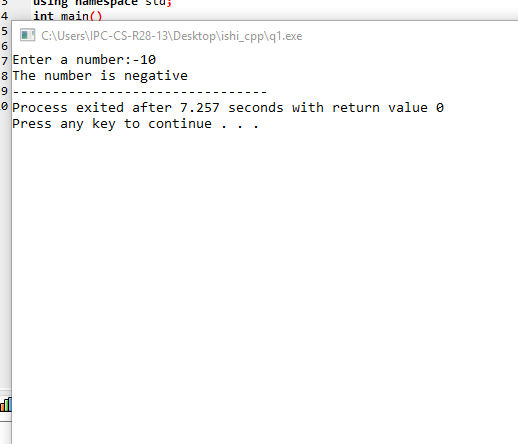 3 using namespace std;
4 int main()
5
6
7
8
9
0
C:\Users\IPC-CS-R28-13\Desktop\ishi_cpp\q1.exe
Enter a number:-10
The number is negative
--------------------------------
Process exited after 7.257 seconds with return value 0
Press any key to continue . . .